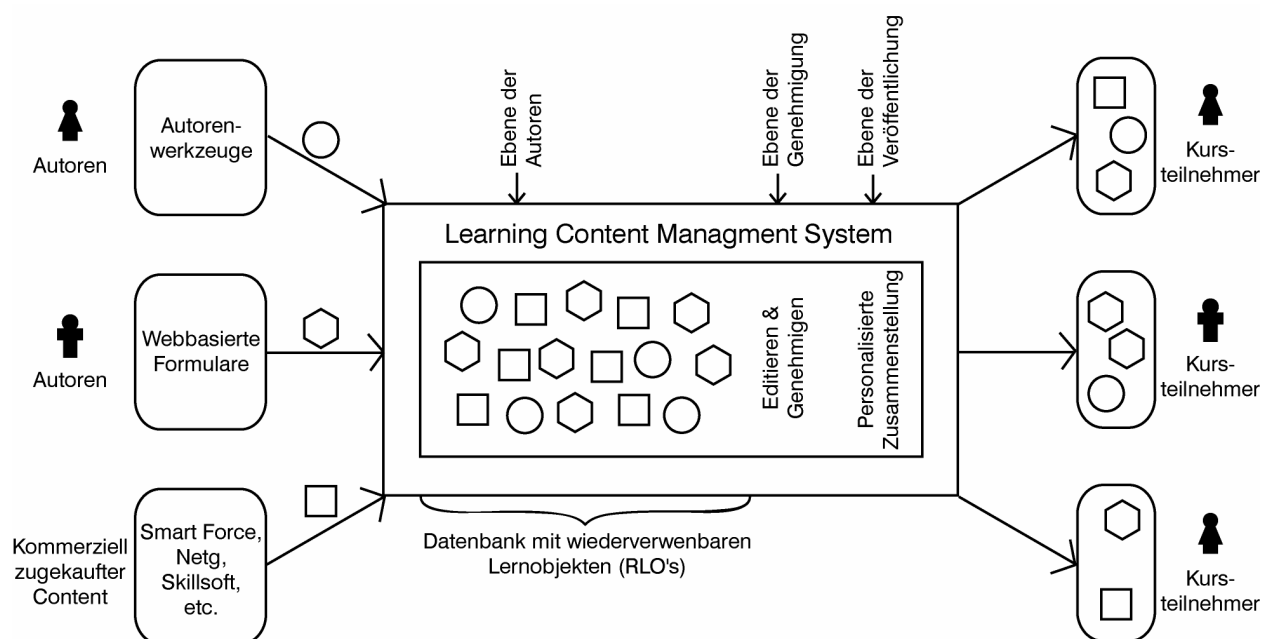 Autoren
Autoren-
werkzeuge
Autoren
Webbasierte
Formulare
Kommerziell
zugekaufter
Content
Smart Force,
Netg,
Skillsoft,
etc.
Ebene der
Autoren
Ebene der
Genehmigung
Ebene der
Veröffentlichung
Learning Content Managment System
Editieren &
Genehmigen
Personalisierte
Zusammenstellung
Datenbank mit wiederverwenbaren
Lernobjekten (RLO's)
Kurs-
teilnehmer
Kurs-
teilnehmer
Kurs-
teilnehmer